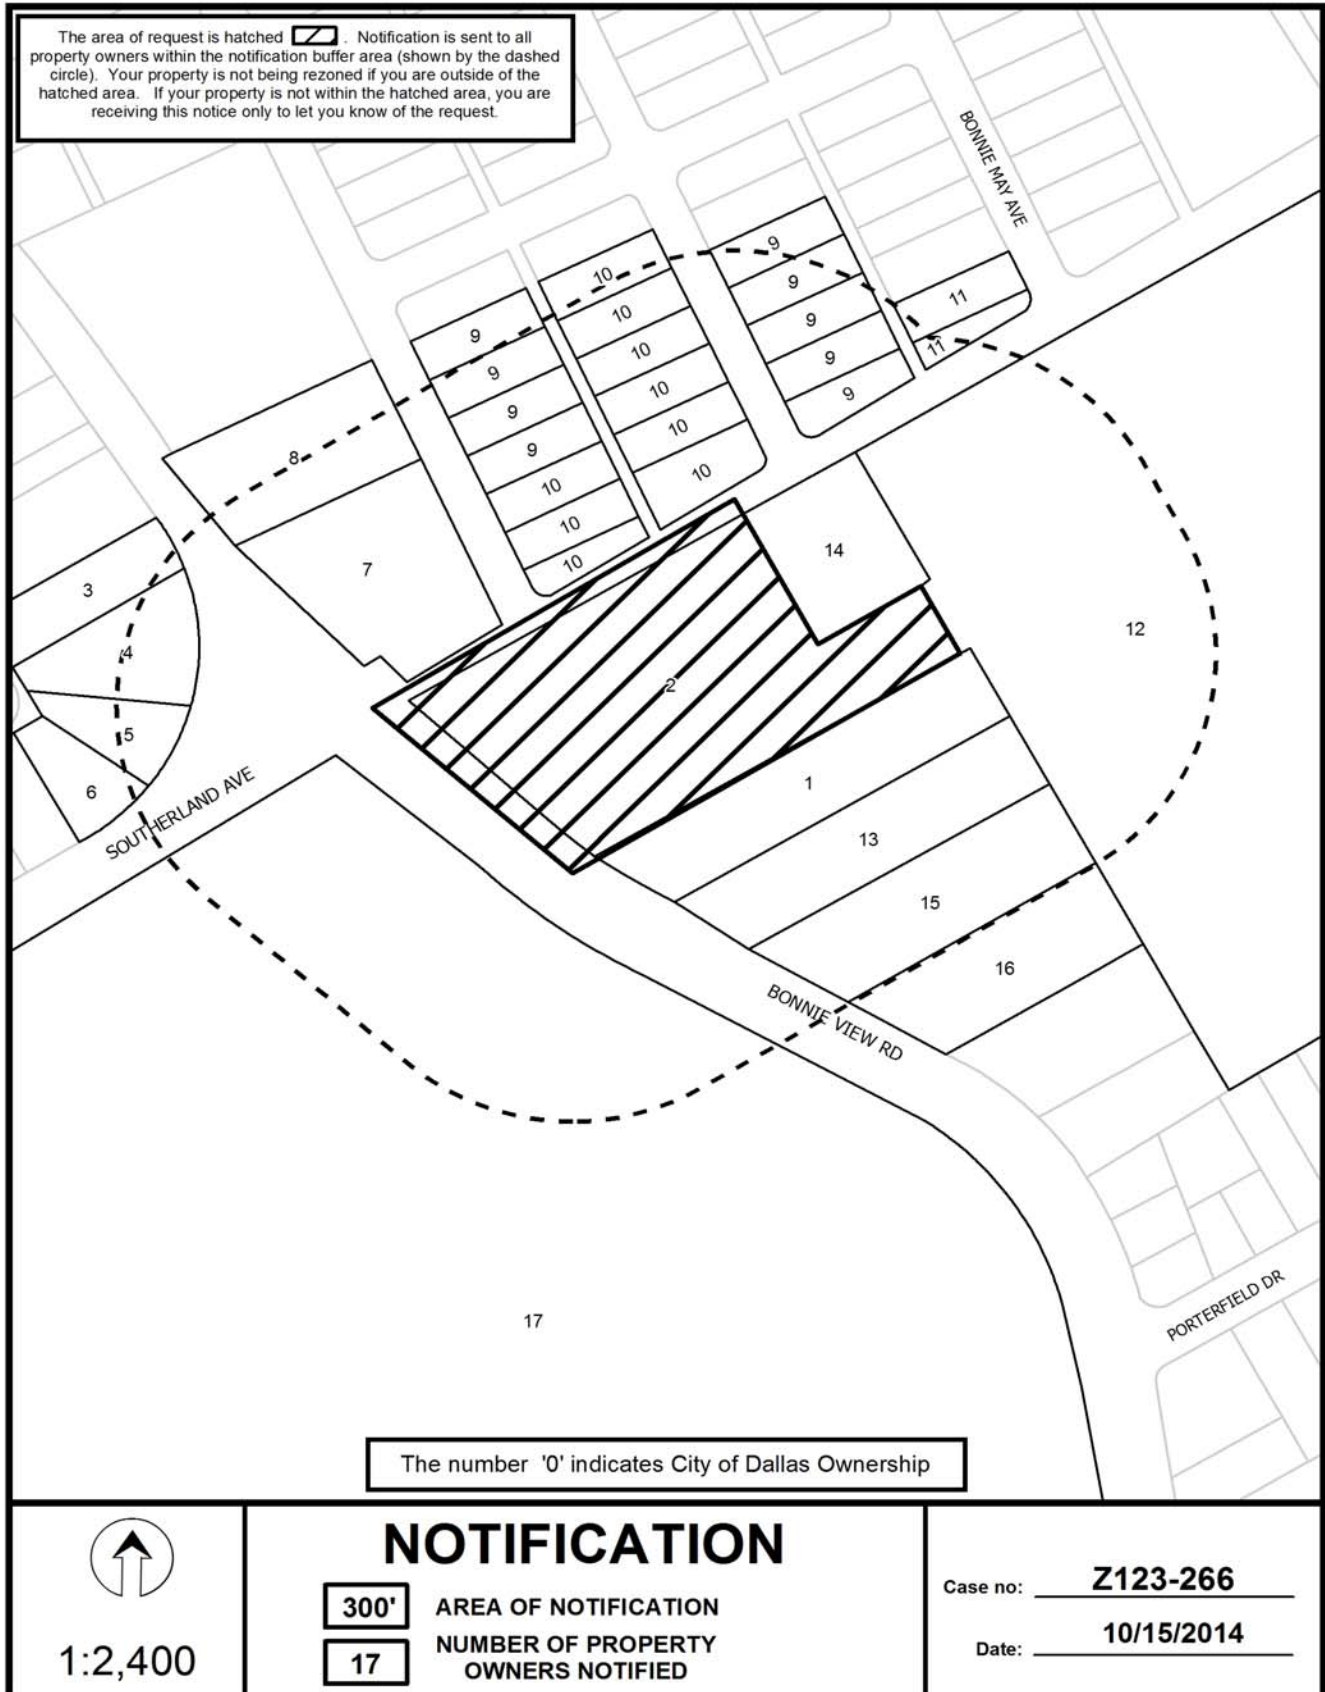 The area of request is hatched . Notification is sent to all
property owners within the notification buffer area (shown by the dashed
circle). Your property is not being rezoned if you are outside of the
hatched area. If your property is not within the hatched area, you are
receiving this notice only to let you know of the request.
BONNIE MAY AVE
9
10
9
11
10
9
9
11
10
9
9
10
9
9
10
8
9
10
10
10
7
10
10
14
3
12
4
2
5
6
1
SOUTHERLAND AVE
13
15
16
BONNIE VIEW RD
17
PORTERFIELD DR
The number '0' indicates City of Dallas Ownership
1:2,400
NOTIFICATION
300' AREA OF NOTIFICATION
17 NUMBER OF PROPERTY
OWNERS NOTIFIED
Case no: Z123-266
Date: 10/15/2014